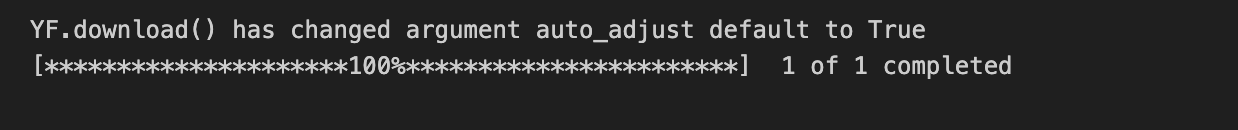 YF.download() has changed argument auto_adjust default to True
[*********************100%***********************]  1 of 1 completed